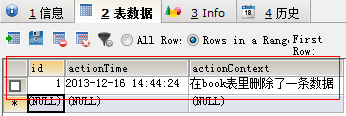 1 信息 2 表数据 3 Info 4 历史
All Rows Rows in a Rang First Row:
id actionTime actionContext
1 2013-12-16 14:44:24 在book表里删除了一条数据
* (NULL) (NULL) (NULL)